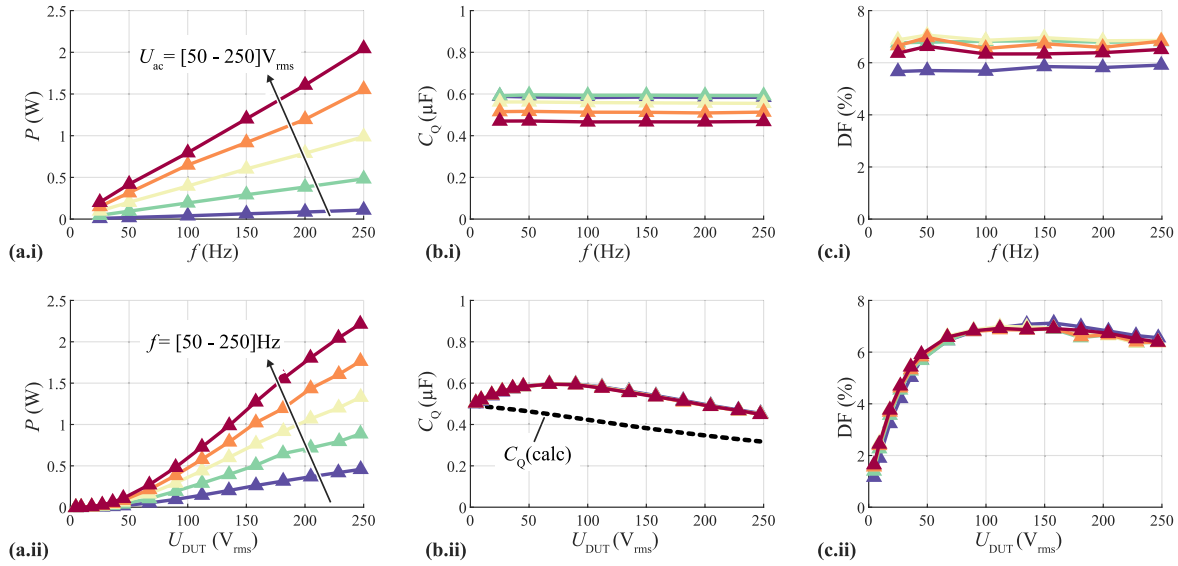 2.5
2
1.5
1
0.5
0
P (W)
U_ac = [50 - 250]V_rms
0 50 100 150 200 250
f (Hz)
(a.i)
1
0.8
0.6
0.4
0.2
0
C_Q (µF)
0 50 100 150 200 250
f (Hz)
(b.i)
8
6
4
2
0
DF (%)
0 50 100 150 200 250
f (Hz)
(c.i)
2.5
2
1.5
1
0.5
0
P (W)
f = [50 - 250]Hz
0 50 100 150 200 250
U_DUT (V_rms)
(a.ii)
1
0.8
0.6
0.4
0.2
0
C_Q (µF)
C_Q(calc)
0 50 100 150 200 250
U_DUT (V_rms)
(b.ii)
8
6
4
2
0
DF (%)
0 50 100 150 200 250
U_DUT (V_rms)
(c.ii)